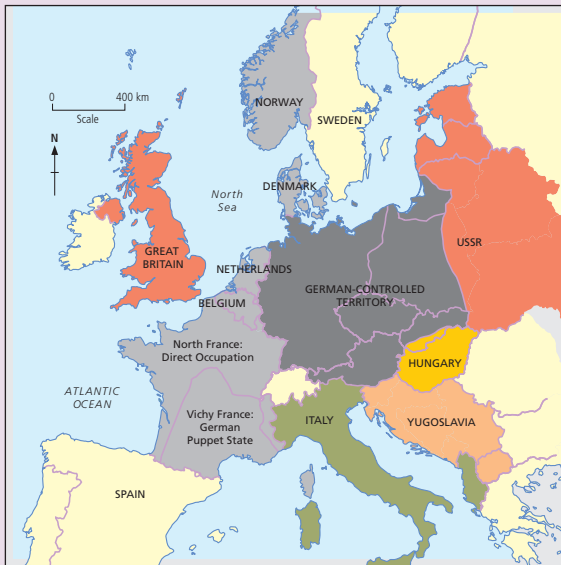 NORWAY
SWEDEN
0 400 km
Scale
N
North
Sea
DENMARK
GREAT
BRITAIN
NETHERLANDS
BELGIUM
USSR
GERMAN-CONTROLLED
TERRITORY
North France:
Direct Occupation
HUNGARY
ATLANTIC
OCEAN
Vichy France:
German
Puppet State
ITALY
YUGOSLAVIA
SPAIN